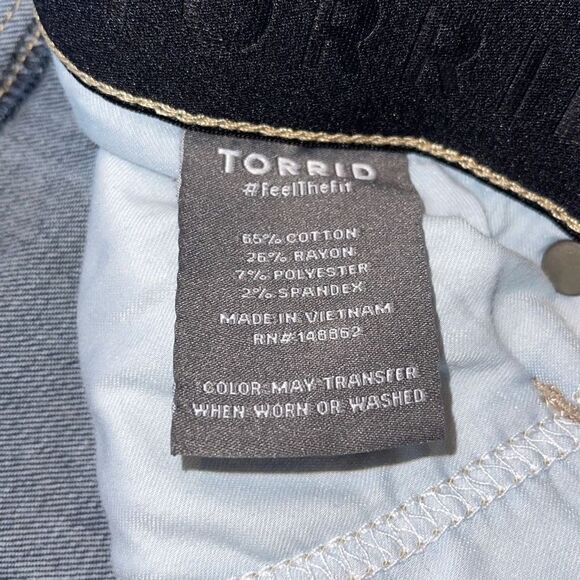 TORRID
TORRID
#FeelTheFit
65% COTTON
26% RAYON
7% POLYESTER
2% SPANDEX
MADE IN VIETNAM
RN# 148862
COLOR MAY TRANSFER
WHEN WORN OR WASHED